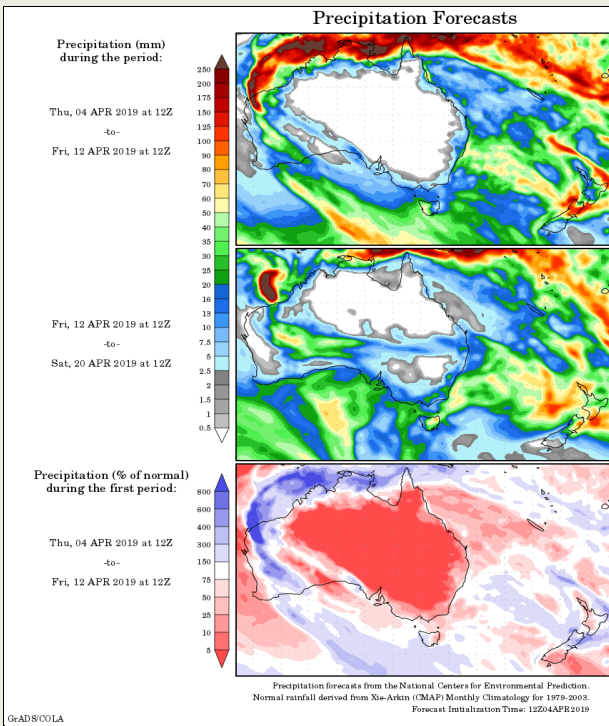 Precipitation Forecasts
Precipitation (mm)
during the period:
Thu, 04 APR 2019 at 12Z
-to-
Fri, 12 APR 2019 at 12Z
250
200
175
150
125
100
90
80
70
60
50
40
35
30
25
20
16
13
10
7.5
5
2.5
2
1.5
1
0.5
Fri, 12 APR 2019 at 12Z
-to-
Sat, 20 APR 2019 at 12Z
Precipitation (% of normal)
during the first period:
Thu, 04 APR 2019 at 12Z
-to-
Fri, 12 APR 2019 at 12Z
800
600
400
300
150
75
50
25
10
5
Precipitation forecasts from the National Centers for Environmental Prediction.
Normal rainfall derived from Xie-Arkin (CMAP) Monthly Climatology for 1979-2003.
Forecast Initialization Time: 12Z04APR2019
GrADS/COLA